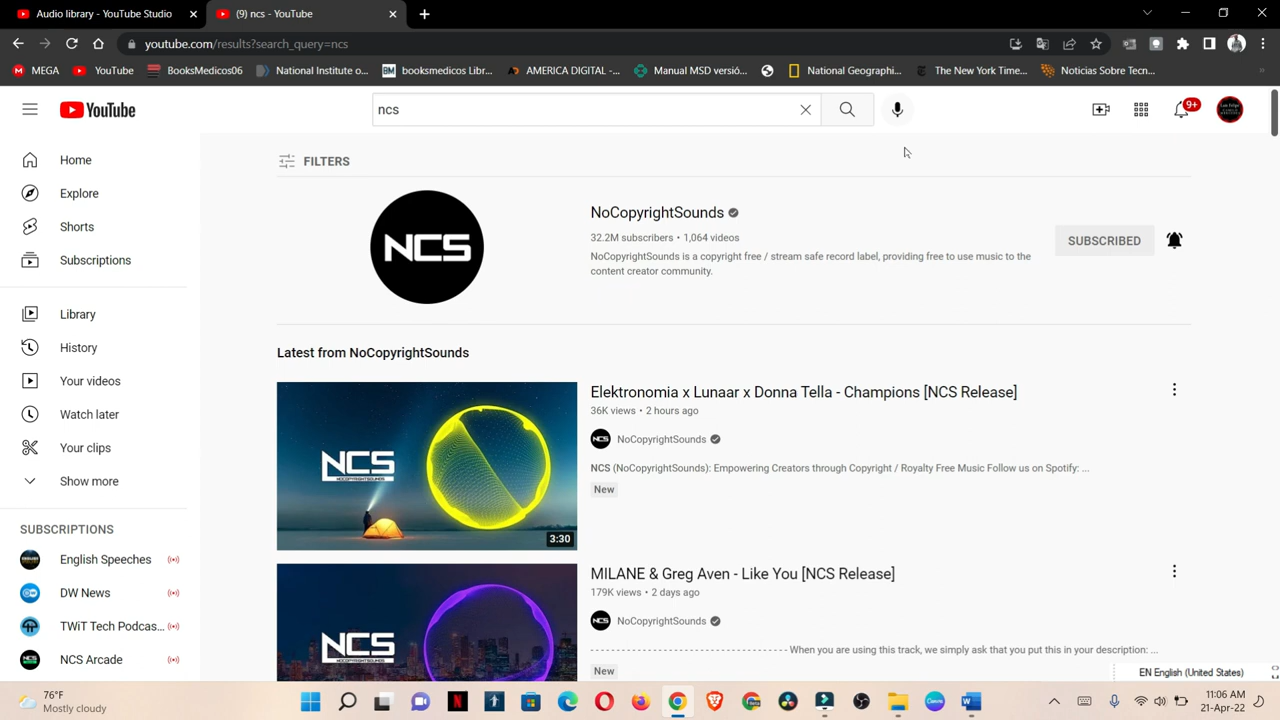 Audio library - YouTube Studio
(9) ncs - YouTube
youtube.com/results?search_query=ncs
MEGA
YouTube
BooksMedicos06
National Institute o...
booksmedicos Libr...
AMERICA DIGITAL -...
Manual MSD versió...
National Geographi...
The New York Time...
Noticias Sobre Tecn...
YouTube
ncs
9+
Home
Explore
Shorts
Subscriptions
Library
History
Your videos
Watch later
Your clips
Show more
SUBSCRIPTIONS
English Speeches
DW News
TWiT Tech Podcas...
NCS Arcade
FILTERS
NCS
NoCopyrightSounds
32.2M subscribers • 1,064 videos
NoCopyrightSounds is a copyright free / stream safe record label, providing free to use music to the
content creator community.
SUBSCRIBED
Latest from NoCopyrightSounds
NCS
NOCOPYRIGHTSOUNDS
3:30
Elektronomia x Lunaar x Donna Tella - Champions [NCS Release]
36K views • 2 hours ago
NCS
NoCopyrightSounds
NCS (NoCopyrightSounds): Empowering Creators through Copyright / Royalty Free Music Follow us on Spotify: ...
New
NCS
NOCOPYRIGHTSOUNDS
MILANE & Greg Aven - Like You [NCS Release]
179K views • 2 days ago
NCS
NoCopyrightSounds
When you are using this track, we simply ask that you put this in your description: ...
New
EN English (United States)
76°F
Mostly cloudy
11:06 AM
21-Apr-22